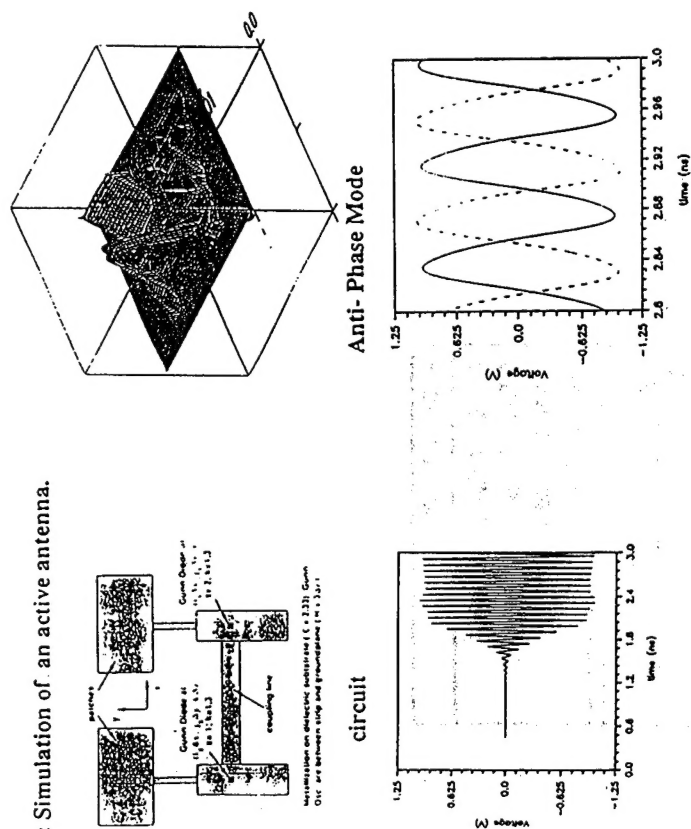 : Simulation of an active antenna.
patches
y
x
Gunn Diode at
Gunn Diode at
coupling line
Metallization on dielectric substrate (ε = 2.33) Gunn
Osc are between strip and groundplane
0.0
circuit
1.25
0.625
0.0
-0.625
-1.25
Voltage (V)
0.0
0.6
1.2
1.8
2.4
3.0
time (ns)
Anti- Phase Mode
1.25
0.625
0.0
-0.625
-1.25
Voltage (V)
2.8
2.84
2.88
2.92
2.96
3.0
time (ns)